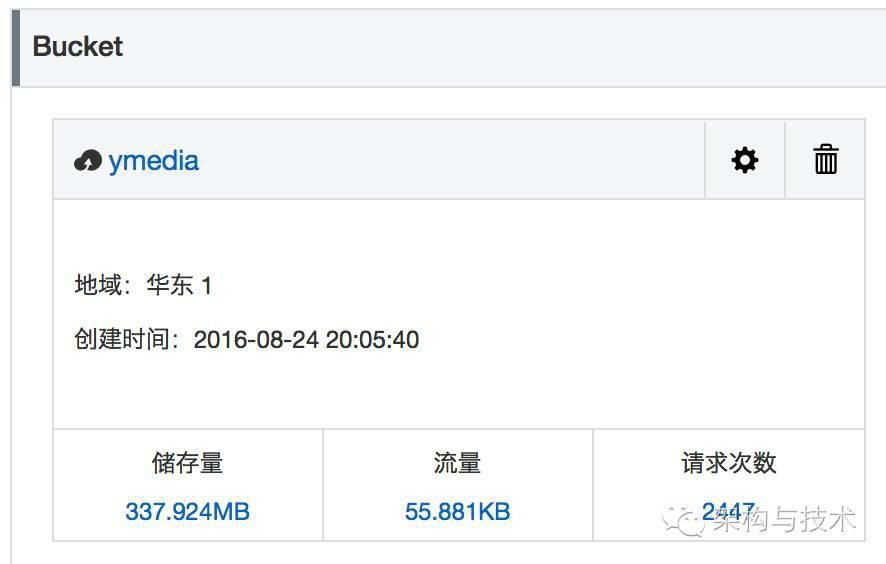 Bucket
ymedia
地域：华东 1
创建时间：2016-08-24 20:05:40
储存量 流量 请求次数
337.924MB 55.881KB 2447
架构与技术